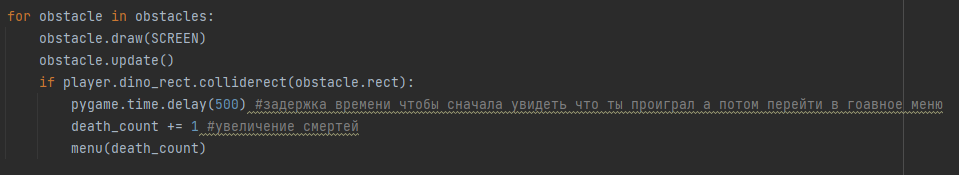 for obstacle in obstacles:
    obstacle.draw(SCREEN)
    obstacle.update()
    if player.dino_rect.colliderect(obstacle.rect):
        pygame.time.delay(500) #задержка времени чтобы сначала увидеть что ты проиграл а потом перейти в гоавное меню
        death_count += 1 #увеличение смертей
        menu(death_count)